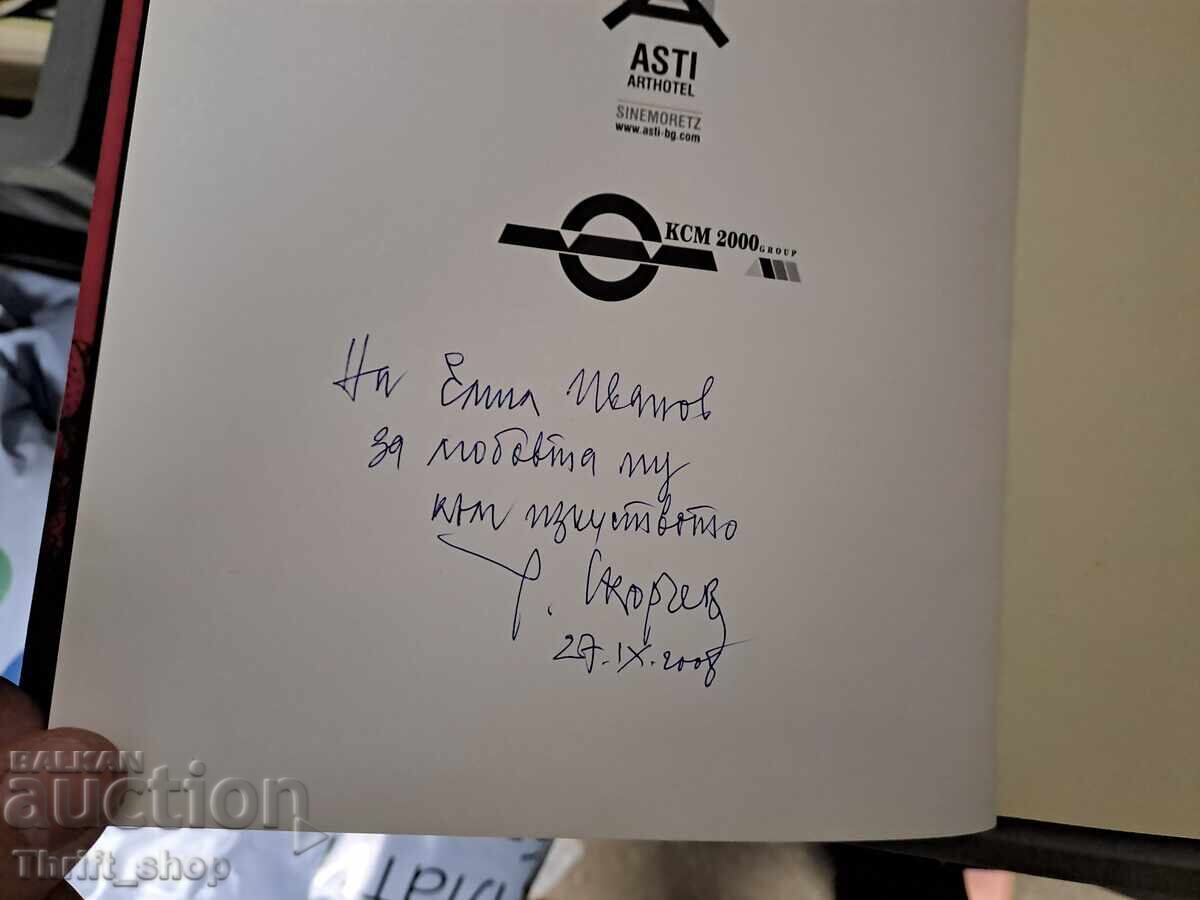 ASTI
ARTHOTEL
SINEMORETZ
www.asti-bg.com
KCM 2000 GROUP
На Емил Иванов
за любовта му
към изкуството
Скорчев
27.IX.2008
BALKAN
auction
Thrift_shop